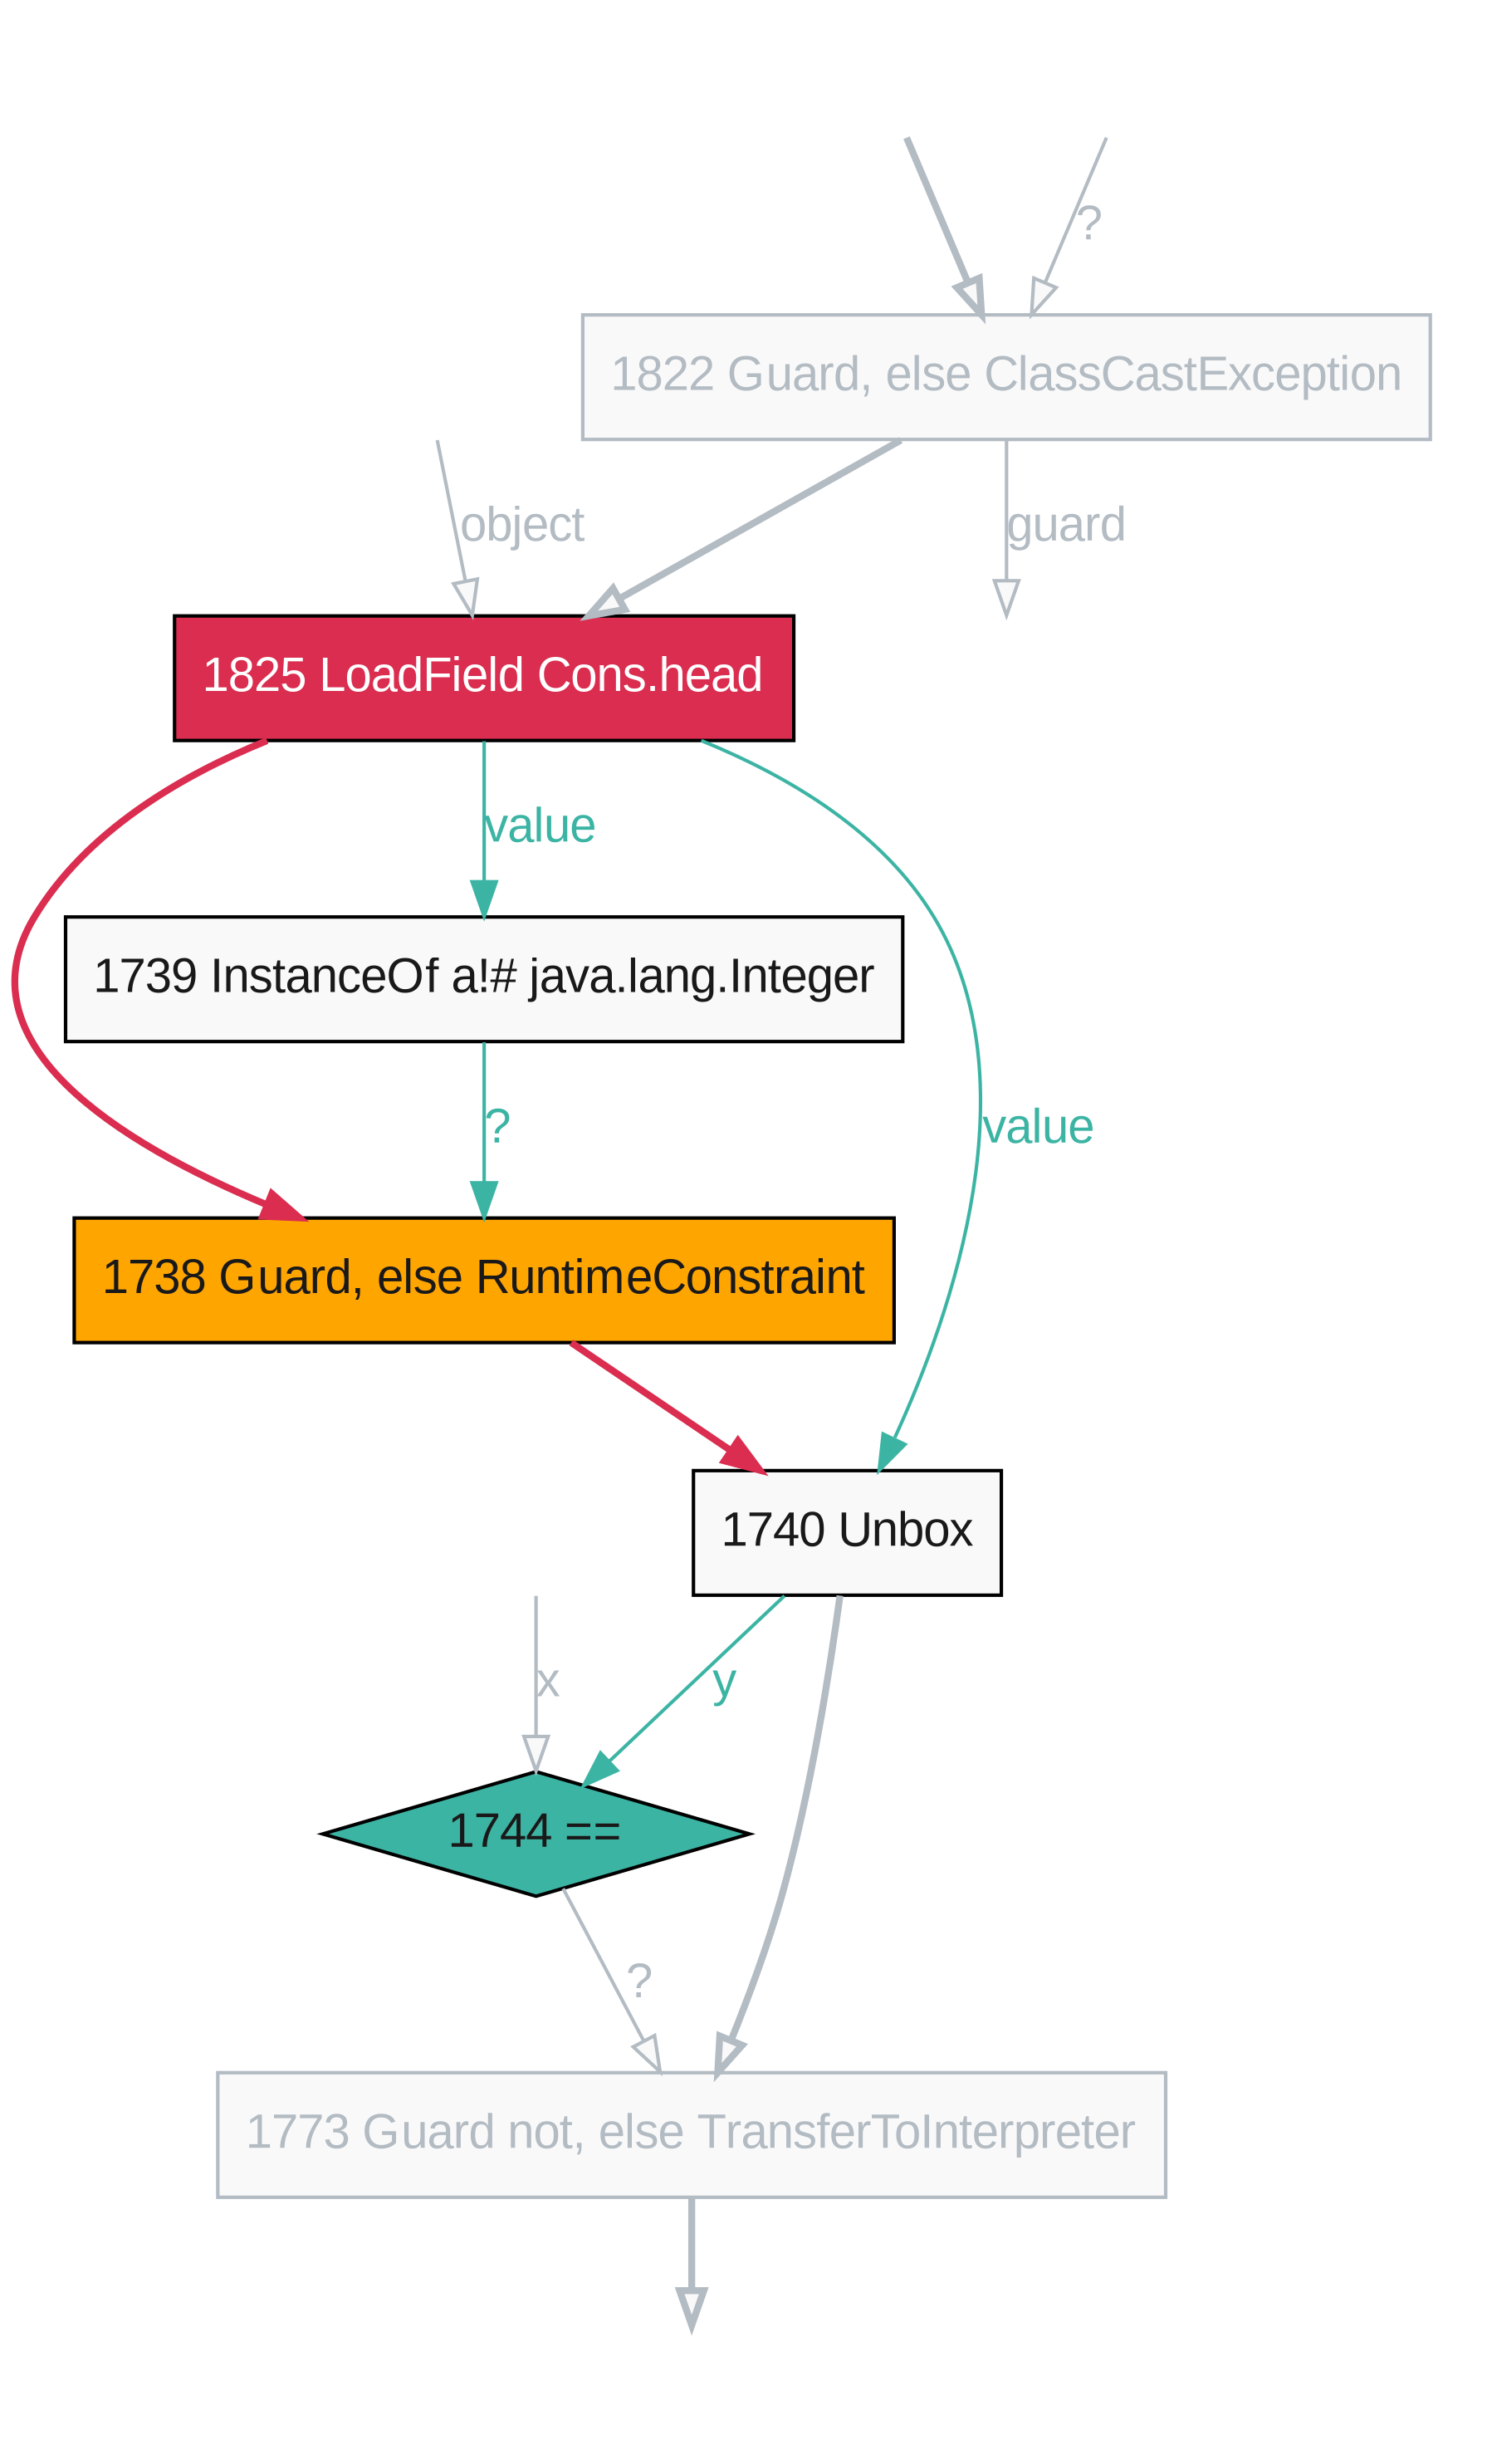 ?
1822 Guard, else ClassCastException
object
guard
1825 LoadField Cons.head
value
1739 InstanceOf a!# java.lang.Integer
?
value
1738 Guard, else RuntimeConstraint
1740 Unbox
x
y
1744 ==
?
1773 Guard not, else TransferToInterpreter